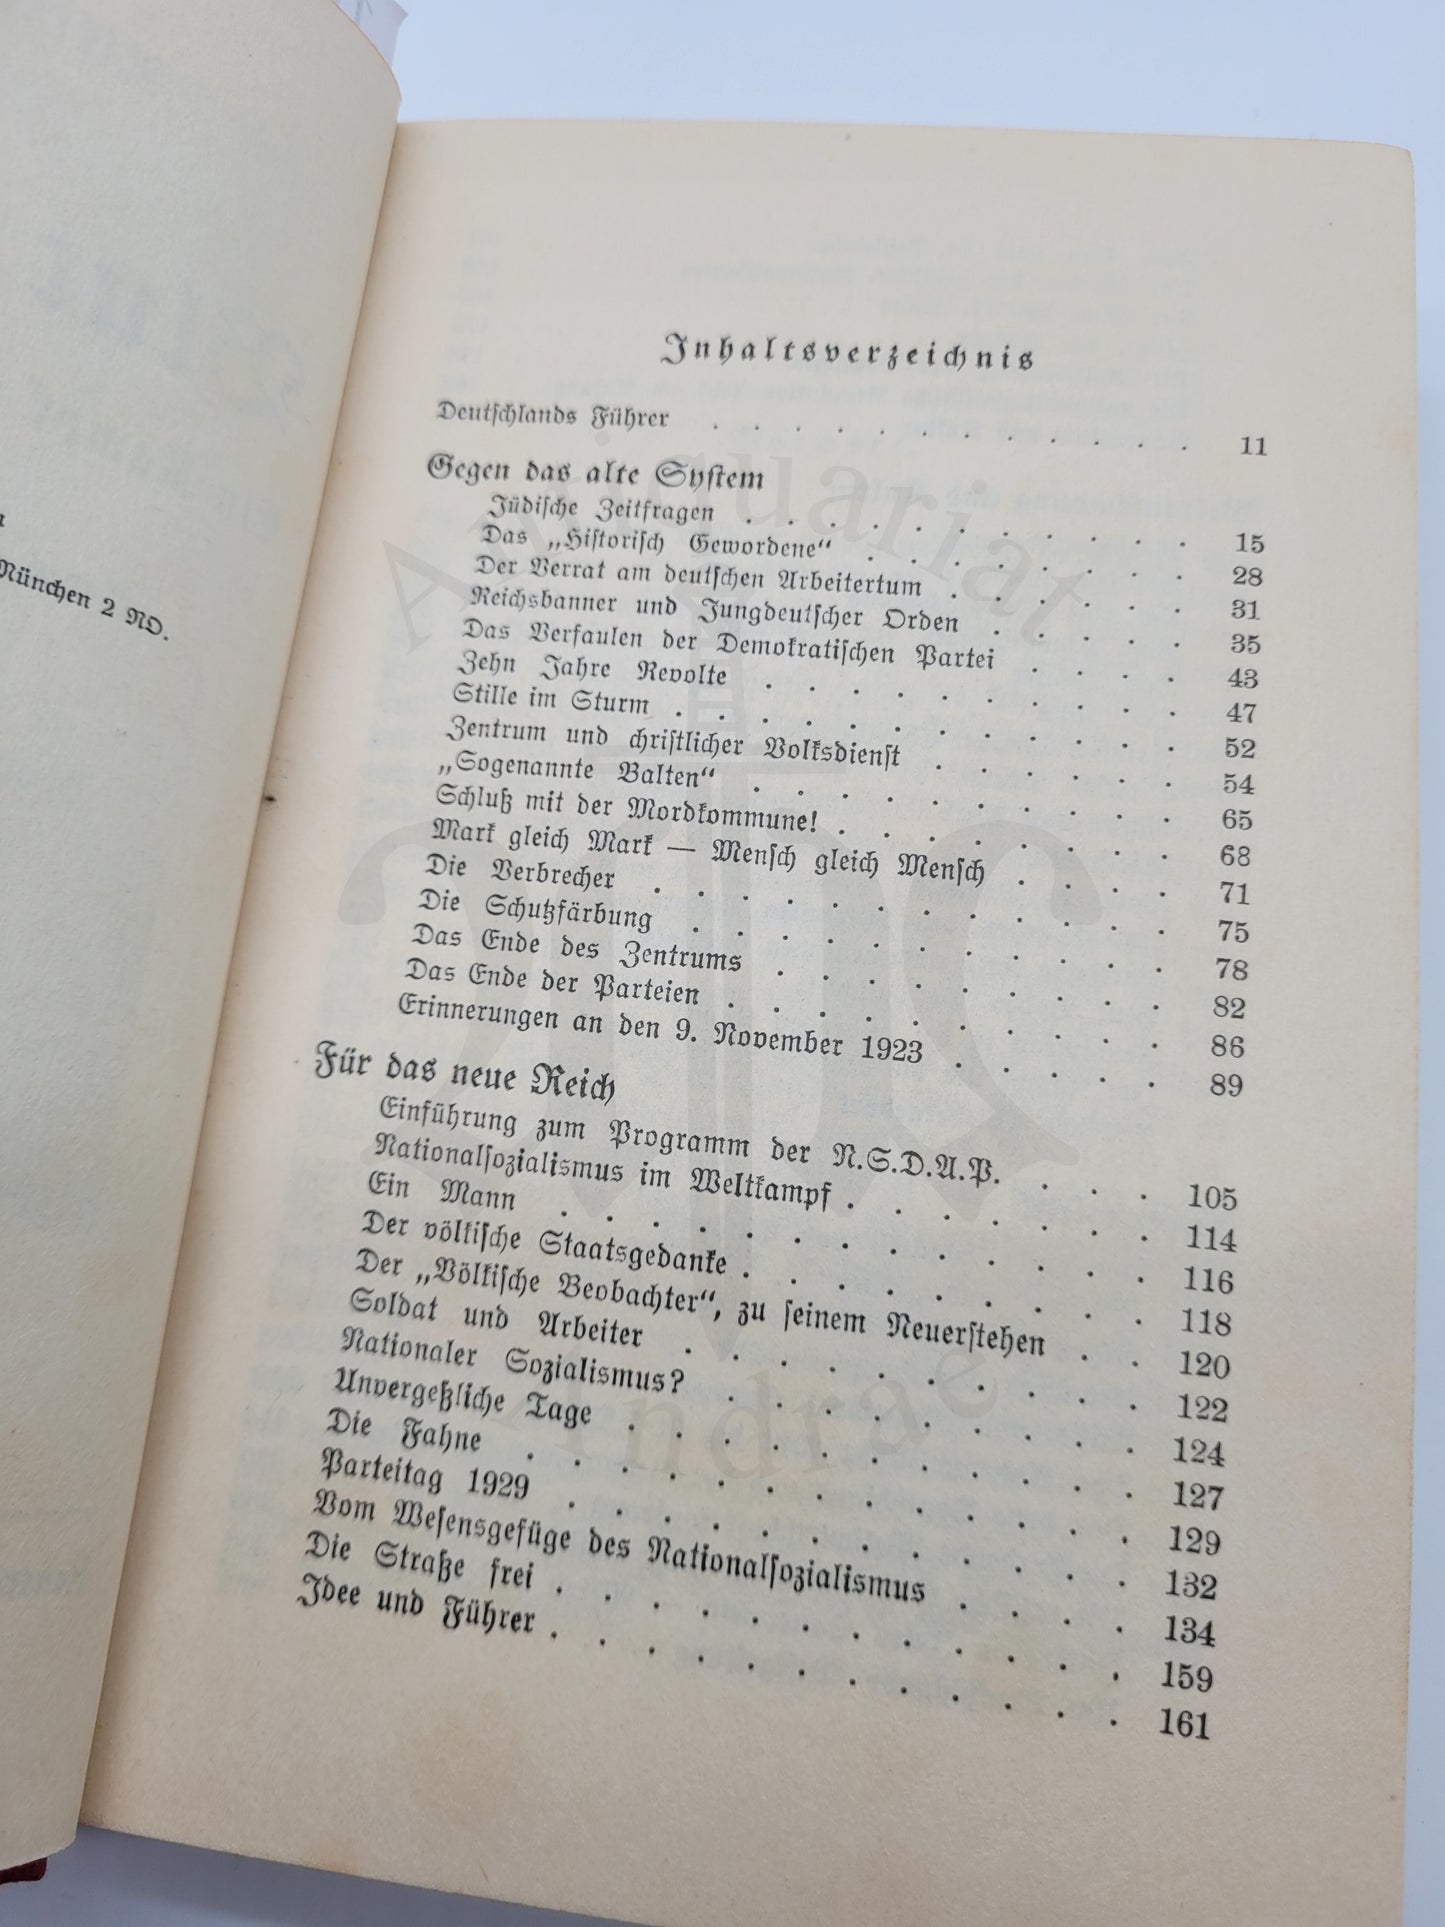 München 2 NO.
Inhaltsverzeichnis
Deutschlands Führer . . . . . . . . . . . . 11
Gegen das alte System
Jüdische Zeitfragen . . . . . . . . . . . 15
Das „Historisch Gewordene“ . . . . . . . . 28
Der Verrat am deutschen Arbeitertum . . . . . . 31
Reichsbanner und Jungdeutscher Orden . . . . . 35
Das Verfaulen der Demokratischen Partei . . . . 43
Zehn Jahre Revolte . . . . . . . . . . 47
Stille im Sturm . . . . . . . . . . . . 52
Zentrum und christlicher Volksdienst . . . . . . 54
„Sogenannte Balten“ . . . . . . . . . . 65
Schluß mit der Mordkommune! . . . . . . . . 68
Mark gleich Mark — Mensch gleich Mensch . . . . 71
Die Verbrecher . . . . . . . . . . . . 75
Die Schutzfärbung . . . . . . . . . . . 78
Das Ende des Zentrums . . . . . . . . . 82
Das Ende der Parteien . . . . . . . . . . 86
Erinnerungen an den 9. November 1923 . . . . . 89
Für das neue Reich
Einführung zum Programm der N.S.D.A.P. . . . 105
Nationalsozialismus im Weltkampf . . . . . . . 114
Ein Mann . . . . . . . . . . . . . 116
Der völkische Staatsgedanke . . . . . . . . . 118
Der „Völkische Beobachter“, zu seinem Neuerstehen . . 120
Soldat und Arbeiter . . . . . . . . . . 122
Nationaler Sozialismus? . . . . . . . . . 124
Unvergeßliche Tage . . . . . . . . . . . 127
Die Fahne . . . . . . . . . . . . . 129
Parteitag 1929 . . . . . . . . . . . . 132
Vom Wesensgefüge des Nationalsozialismus . . . . 134
Die Straße frei . . . . . . . . . . . . 159
Idee und Führer . . . . . . . . . . . . 161
Antiquariat
Andrae